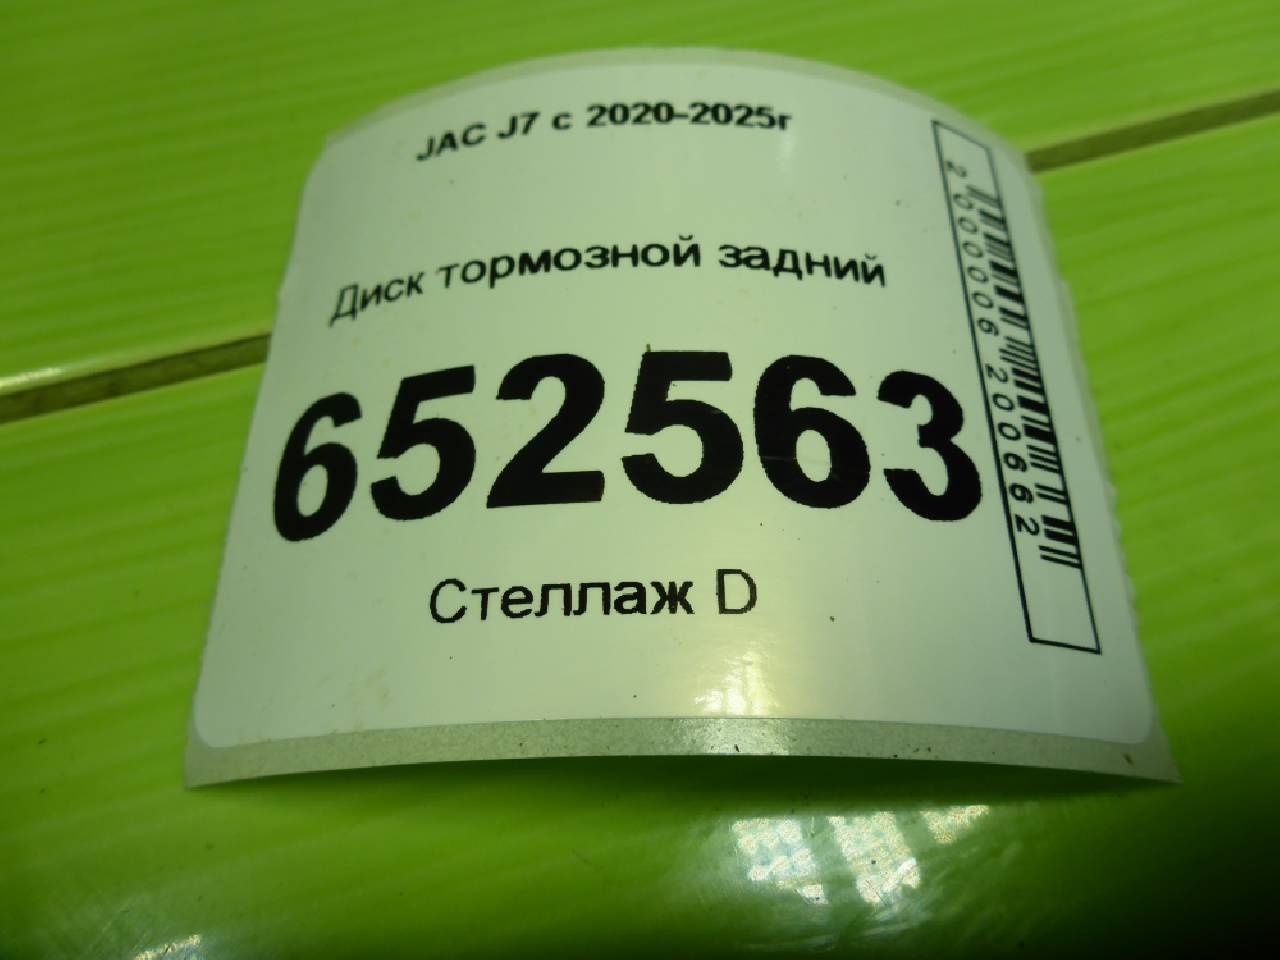 JAC J7 с 2020-2025г
Диск тормозной задний
652563
Стеллаж D
2000006200662